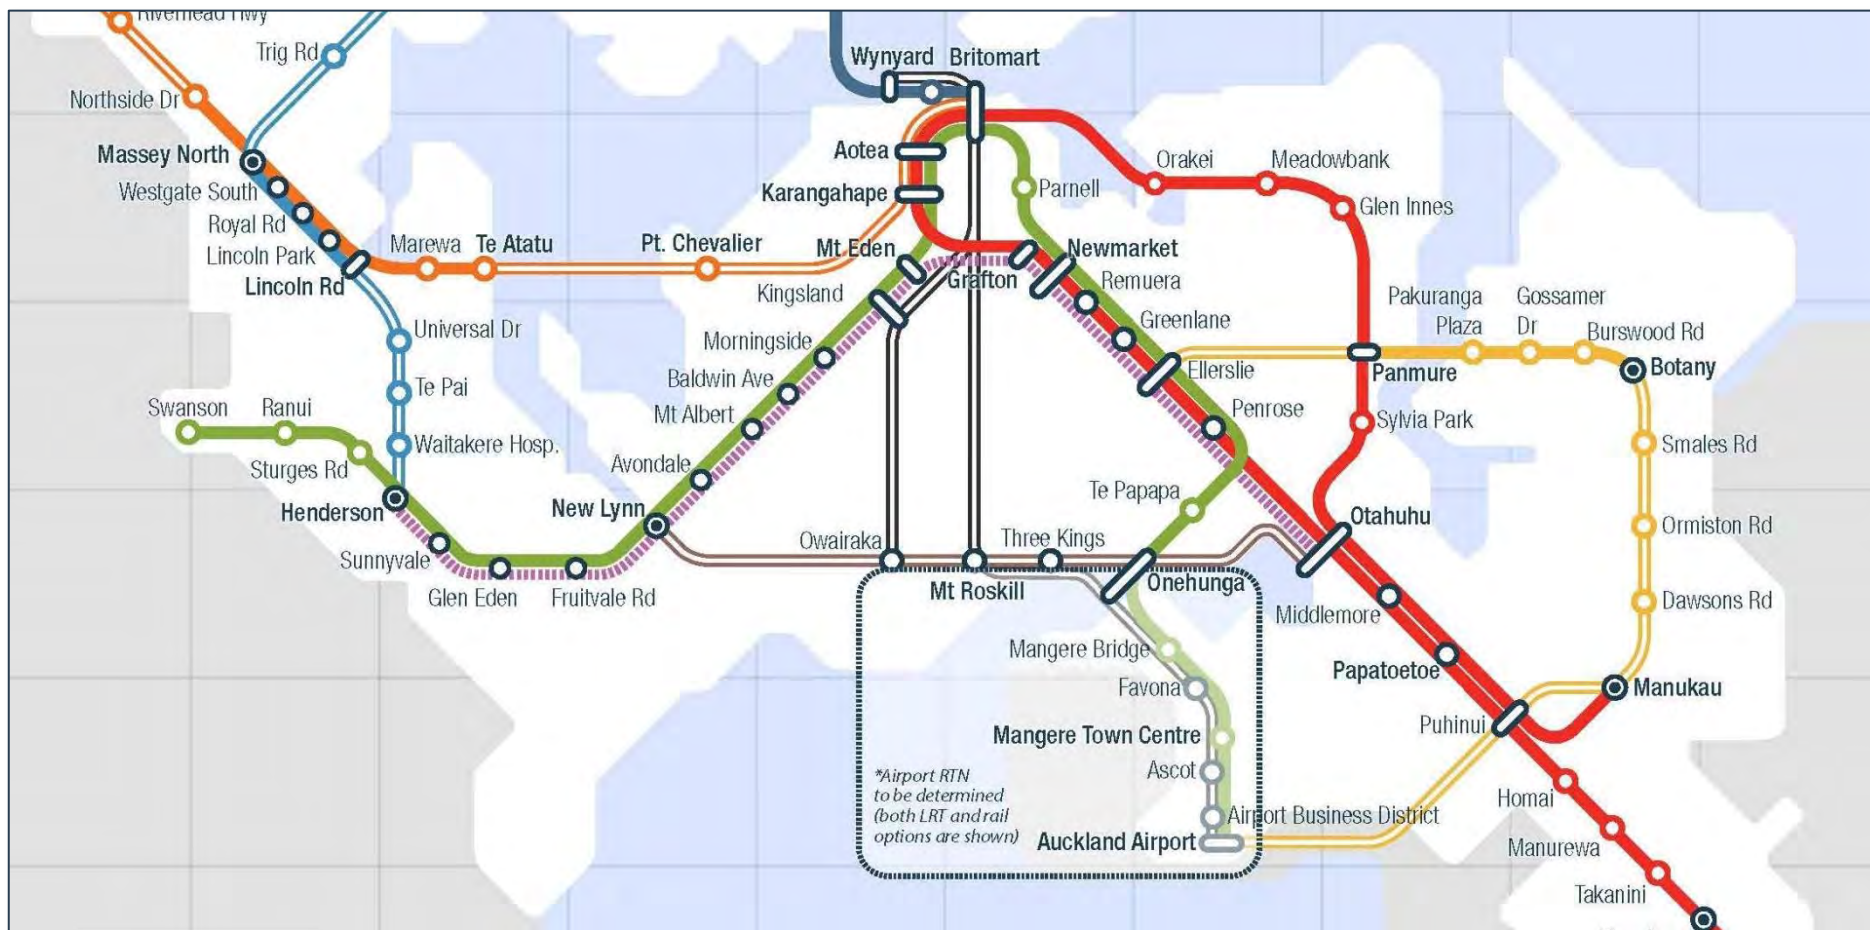 Riverhead Hwy
Trig Rd
Wynyard
Britomart
Northside Dr
Massey North
Aotea
Orakei
Meadowbank
Westgate South
Karangahape
Parnell
Glen Innes
Royal Rd
Marewa
Te Atatu
Pt. Chevalier
Mt Eden
Newmarket
Lincoln Park
Lincoln Rd
Kingsland
Grafton
Remuera
Pakuranga
Plaza
Gossamer
Dr
Burswood Rd
Universal Dr
Morningside
Greenlane
Ellerslie
Panmure
Botany
Te Pai
Baldwin Ave
Swanson
Ranui
Mt Albert
Penrose
Sylvia Park
Smales Rd
Waitakere Hosp.
Sturges Rd
Avondale
Te Papapa
Henderson
New Lynn
Otahuhu
Ormiston Rd
Sunnyvale
Owairaka
Three Kings
Glen Eden
Fruitvale Rd
Mt Roskill
Onehunga
Middlemore
Dawsons Rd
Mangere Bridge
Papatoetoe
Favona
Manukau
Mangere Town Centre
Puhinui
Ascot
*Airport RTN
to be determined
(both LRT and rail
options are shown)
Airport Business District
Auckland Airport
Homai
Manurewa
Takanini